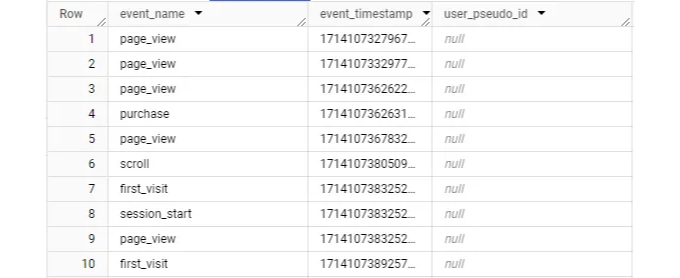 Row event_name event_timestamp user_pseudo_id
1 page_view 1714107327967... null
2 page_view 1714107332977... null
3 page_view 1714107362622... null
4 purchase 1714107362631... null
5 page_view 1714107367832... null
6 scroll 1714107380509... null
7 first_visit 1714107383252... null
8 session_start 1714107383252... null
9 page_view 1714107383252... null
10 first_visit 1714107389257... null